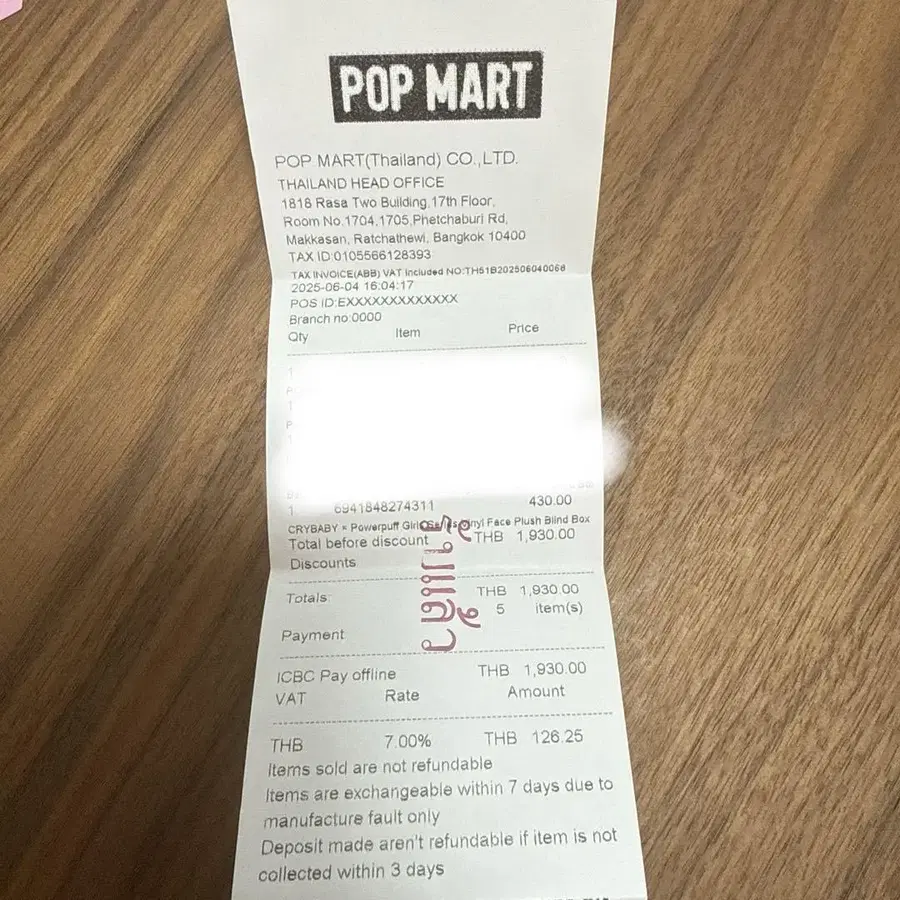 POP MART
POP MART(Thailand) CO.,LTD.
THAILAND HEAD OFFICE
1818 Rasa Two Building,17th Floor,
Room No.1704,1705,Phetchaburi Rd,
Makkasan, Ratchathewi, Bangkok 10400
TAX ID:0105566128393
TAX INVOICE(ABB) VAT Included NO:TH51B202506040068
2025-06-04 16:04:17
POS ID:EXXXXXXXXXXXXX
Branch no:0000
Qty Item Price
1
1
1
1 6941848274311 430.00
CRYBABY × Powerpuff Girls Series Vinyl Face Plush Blind Box
Total before discount THB 1,930.00
Discounts
Totals: THB 1,930.00
5 item(s)
Payment
ICBC Pay offline THB 1,930.00
VAT Rate Amount
THB 7.00% THB 126.25
Items sold are not refundable
Items are exchangeable within 7 days due to
manufacture fault only
Deposit made aren't refundable if item is not
collected within 3 days